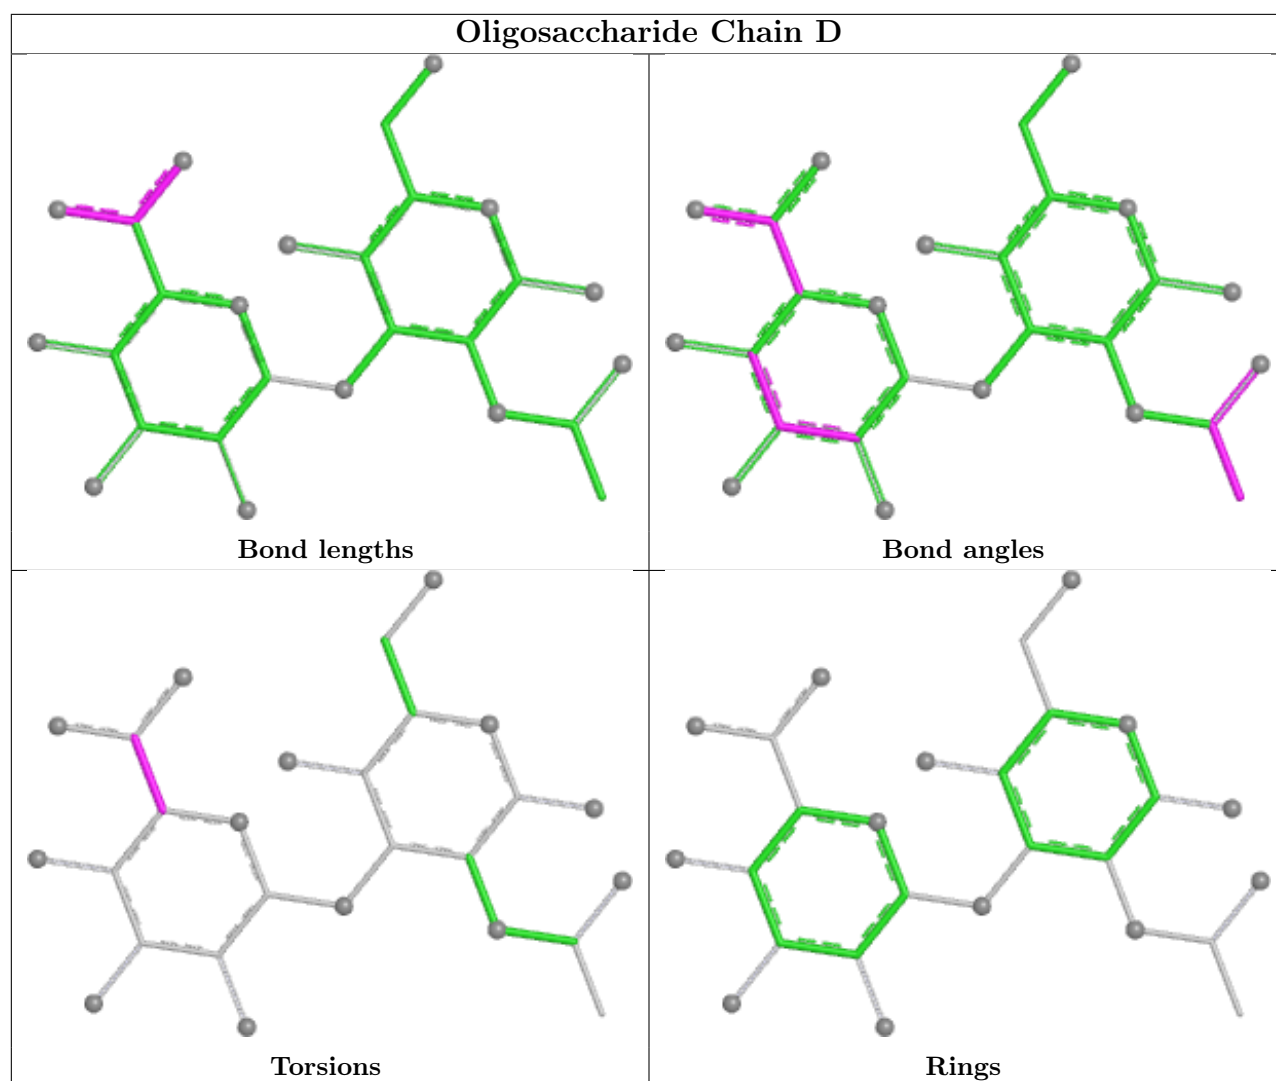 Oligosaccharide Chain D
Bond lengths
Bond angles
Torsions
Rings